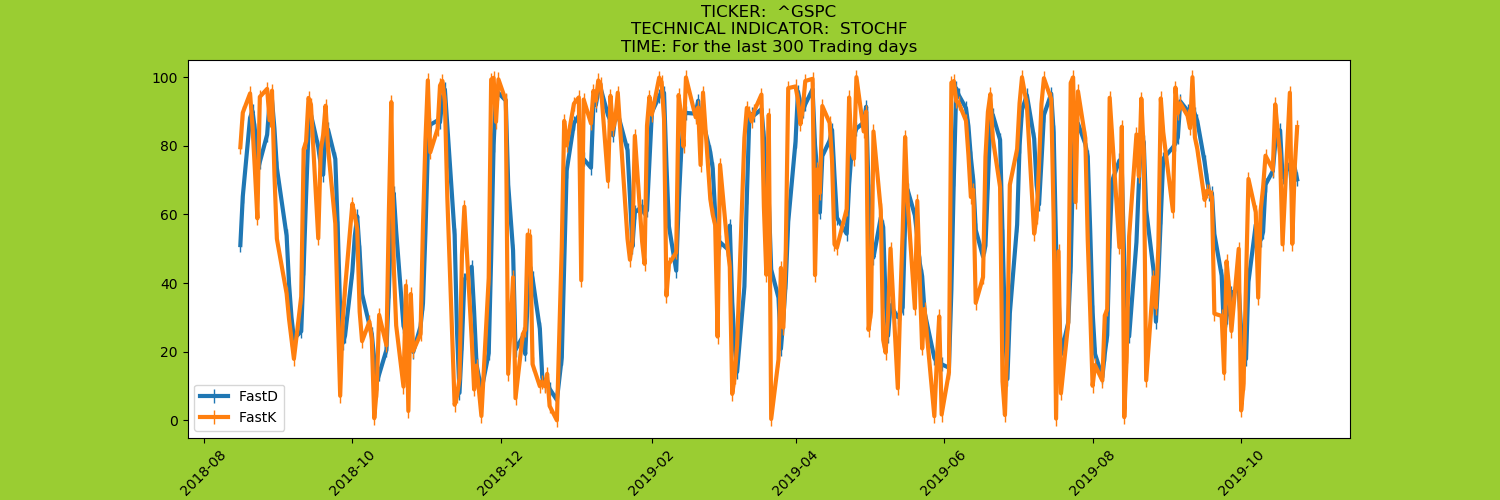 TICKER:  ^GSPC
TECHNICAL INDICATOR:  STOCHF
TIME: For the last 300 Trading days
100
80
60
40
20
0
FastD
FastK
2018-08
2018-10
2018-12
2019-02
2019-04
2019-06
2019-08
2019-10